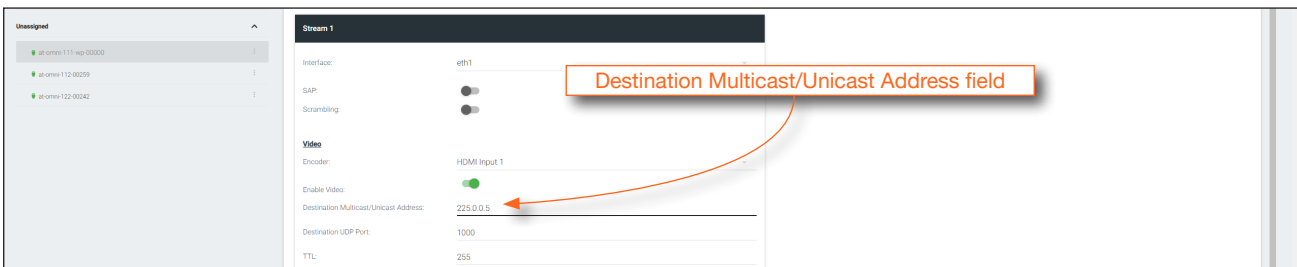 Unassigned
at-omni-111-wp-00000
at-omni-112-00259
at-omni-122-00242
Stream 1
Interface: eth1
Destination Multicast/Unicast Address field
SAP:
Scrambling:
Video
Encoder: HDMI Input 1
Enable Video:
Destination Multicast/Unicast Address: 225.0.0.5
Destination UDP Port: 1000
TTL: 255